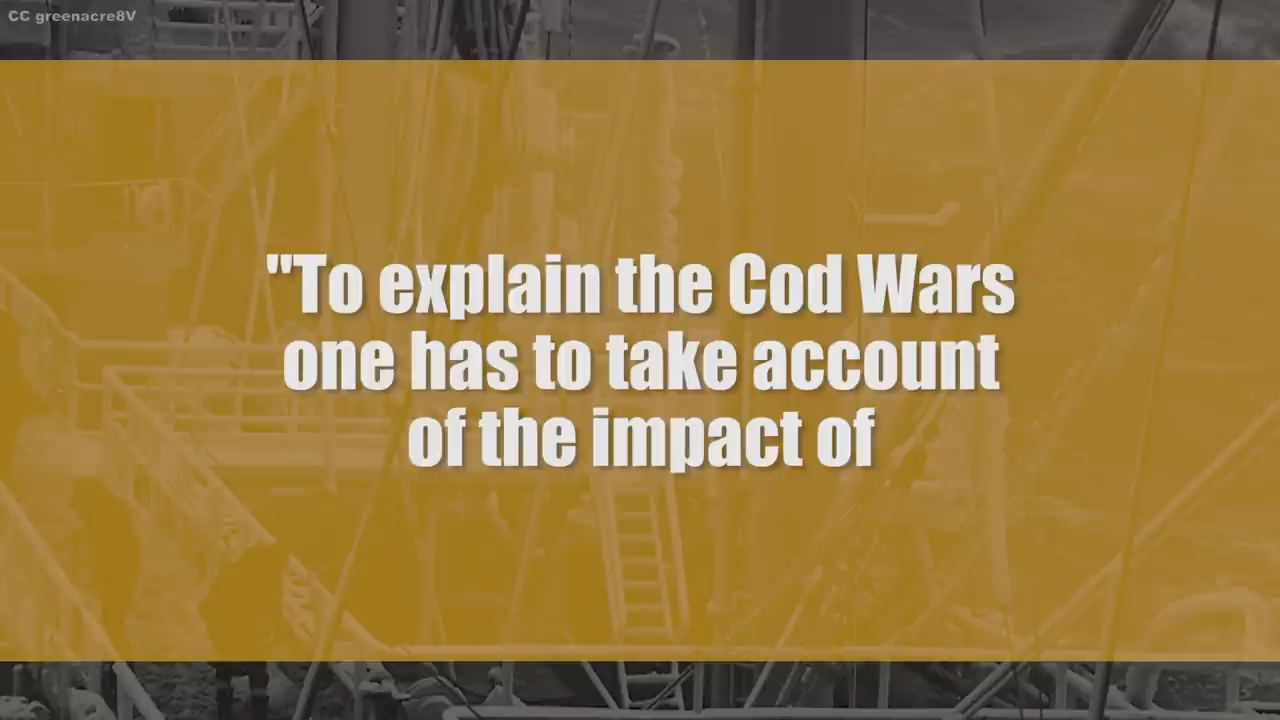 CC greenacre8V
"To explain the Cod Wars
one has to take account
of the impact of